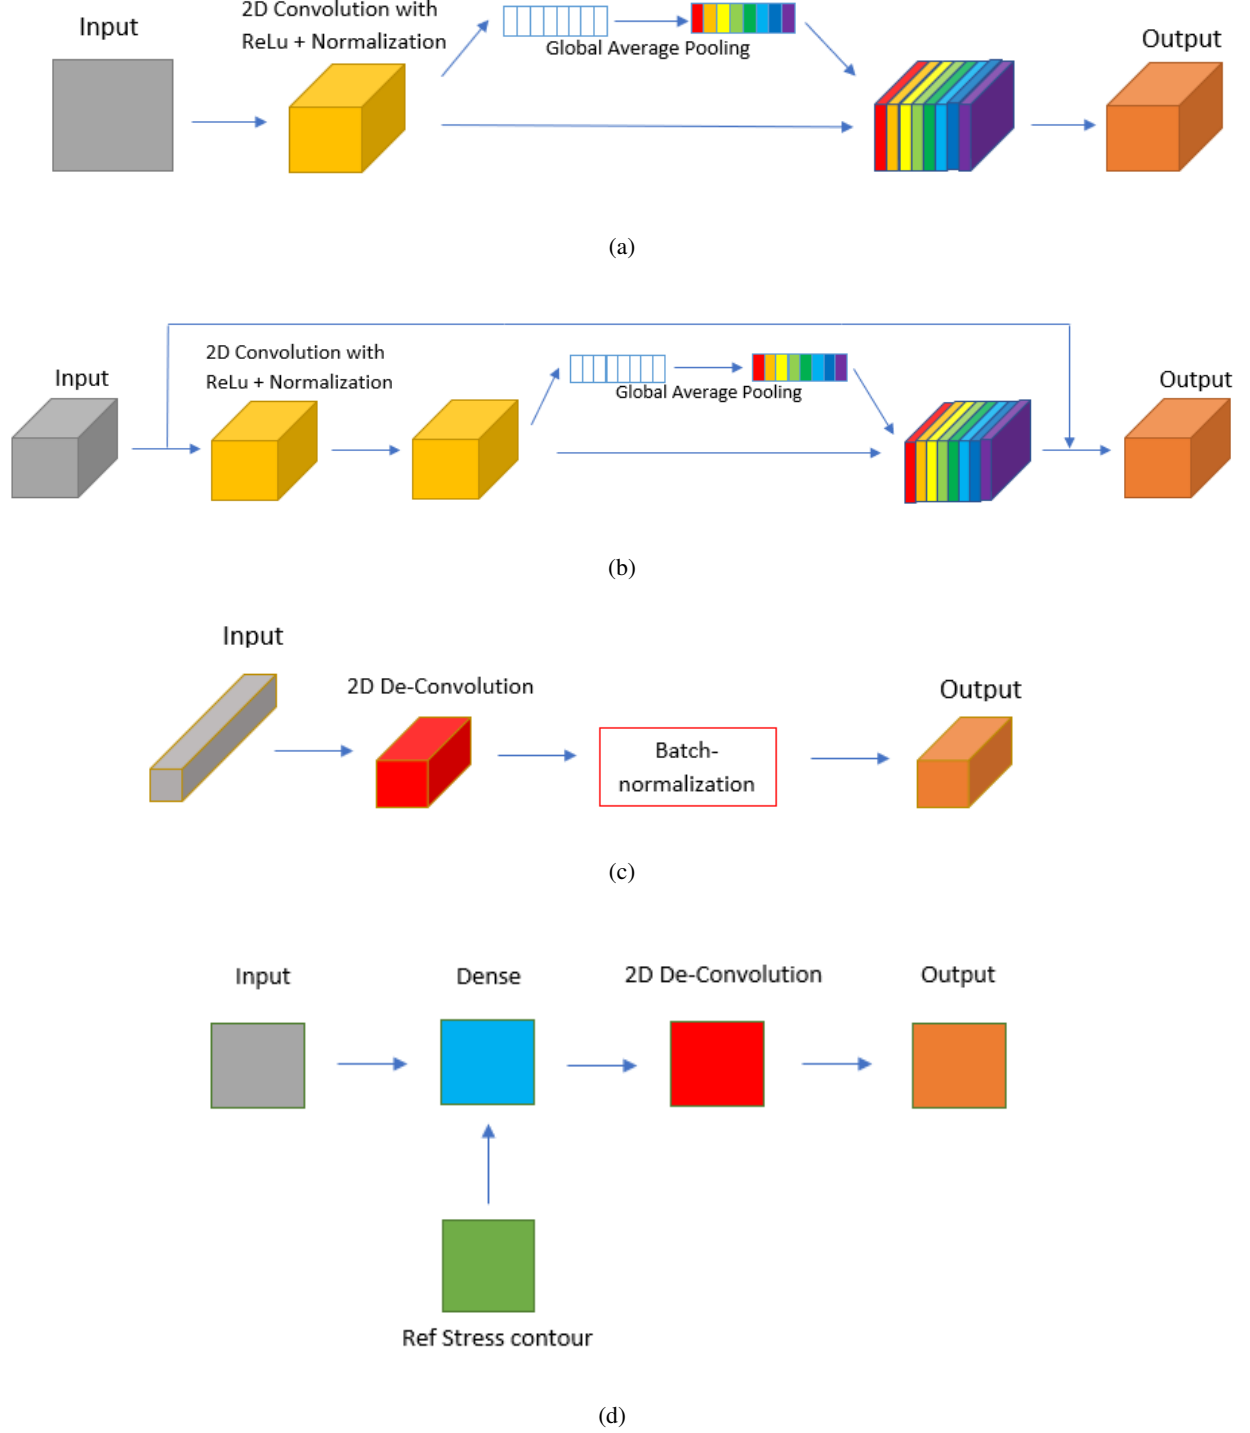 Input
2D Convolution with
ReLu + Normalization
Global Average Pooling
Output
(a)
Input
2D Convolution with
ReLu + Normalization
Global Average Pooling
Output
(b)
Input
2D De-Convolution
Batch-
normalization
Output
(c)
Input
Dense
2D De-Convolution
Output
Ref Stress contour
(d)